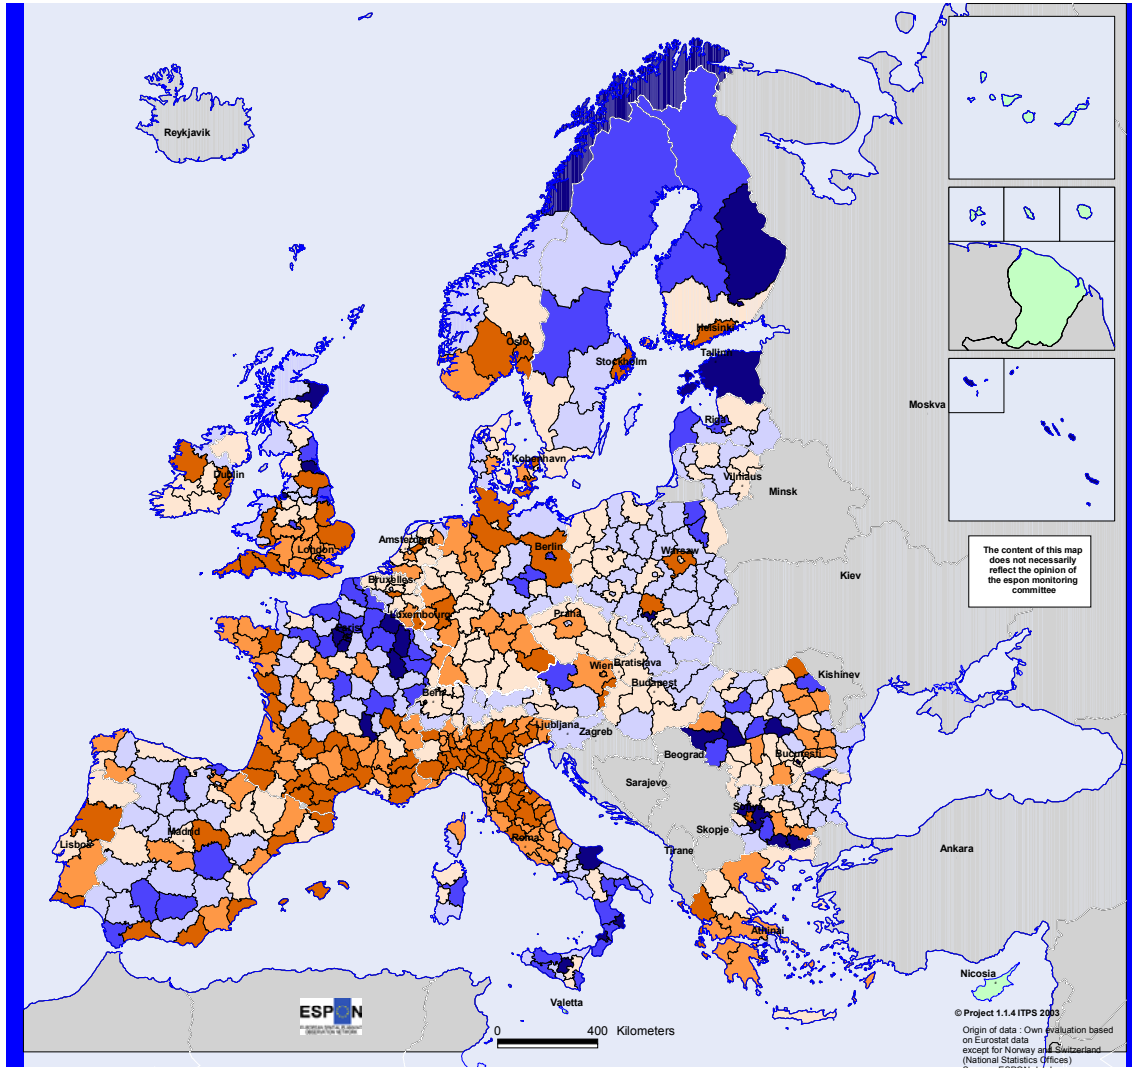 Reykjavik
Moskva
Helsinki
Oslo
Stockholm
Tallinn
Riga
Kobenhavn
Dublin
Vilnius
Minsk
The content of this map
does not necessarily
reflect the opinion of
the espon monitoring
committee
Amsterdam
London
Berlin
Warsaw
Bruxelles
Kiev
Luxembourg
Praha
Paris
Wien
Bratislava
Kishinev
Budapest
Bern
Ljubljana
Zagreb
Beograd
Bucuresti
Sarajevo
Skopje
Madrid
Lisboa
Roma
Tirane
Ankara
Athinai
Nicosia
Valetta
ESPON
0 400 Kilometers
© Project 1.1.4 ITPS 2003
Origin of data : Own evaluation based
on Eurostat data
except for Norway and Switzerland
(National Statistics Offices)